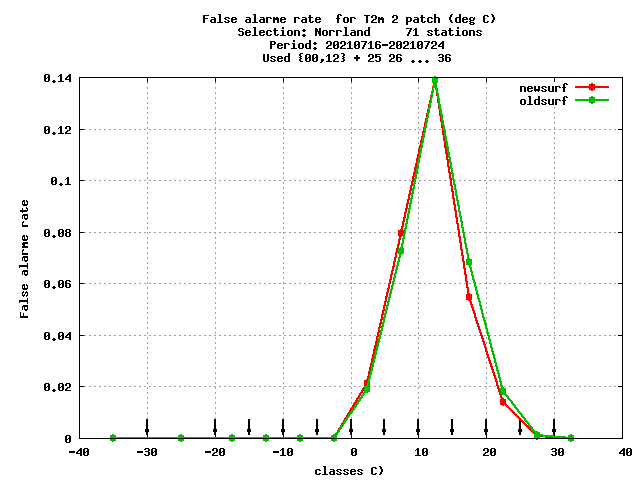 False alarme rate  for T2m 2 patch (deg C)
Selection: Norrland     71 stations
Period: 20210716-20210724
Used {00,12} + 25 26 ... 36
newsurf
oldsurf
0.14
0.12
0.1
0.08
0.06
0.04
0.02
0
False alarme rate
-40 -30 -20 -10 0 10 20 30 40
classes C)